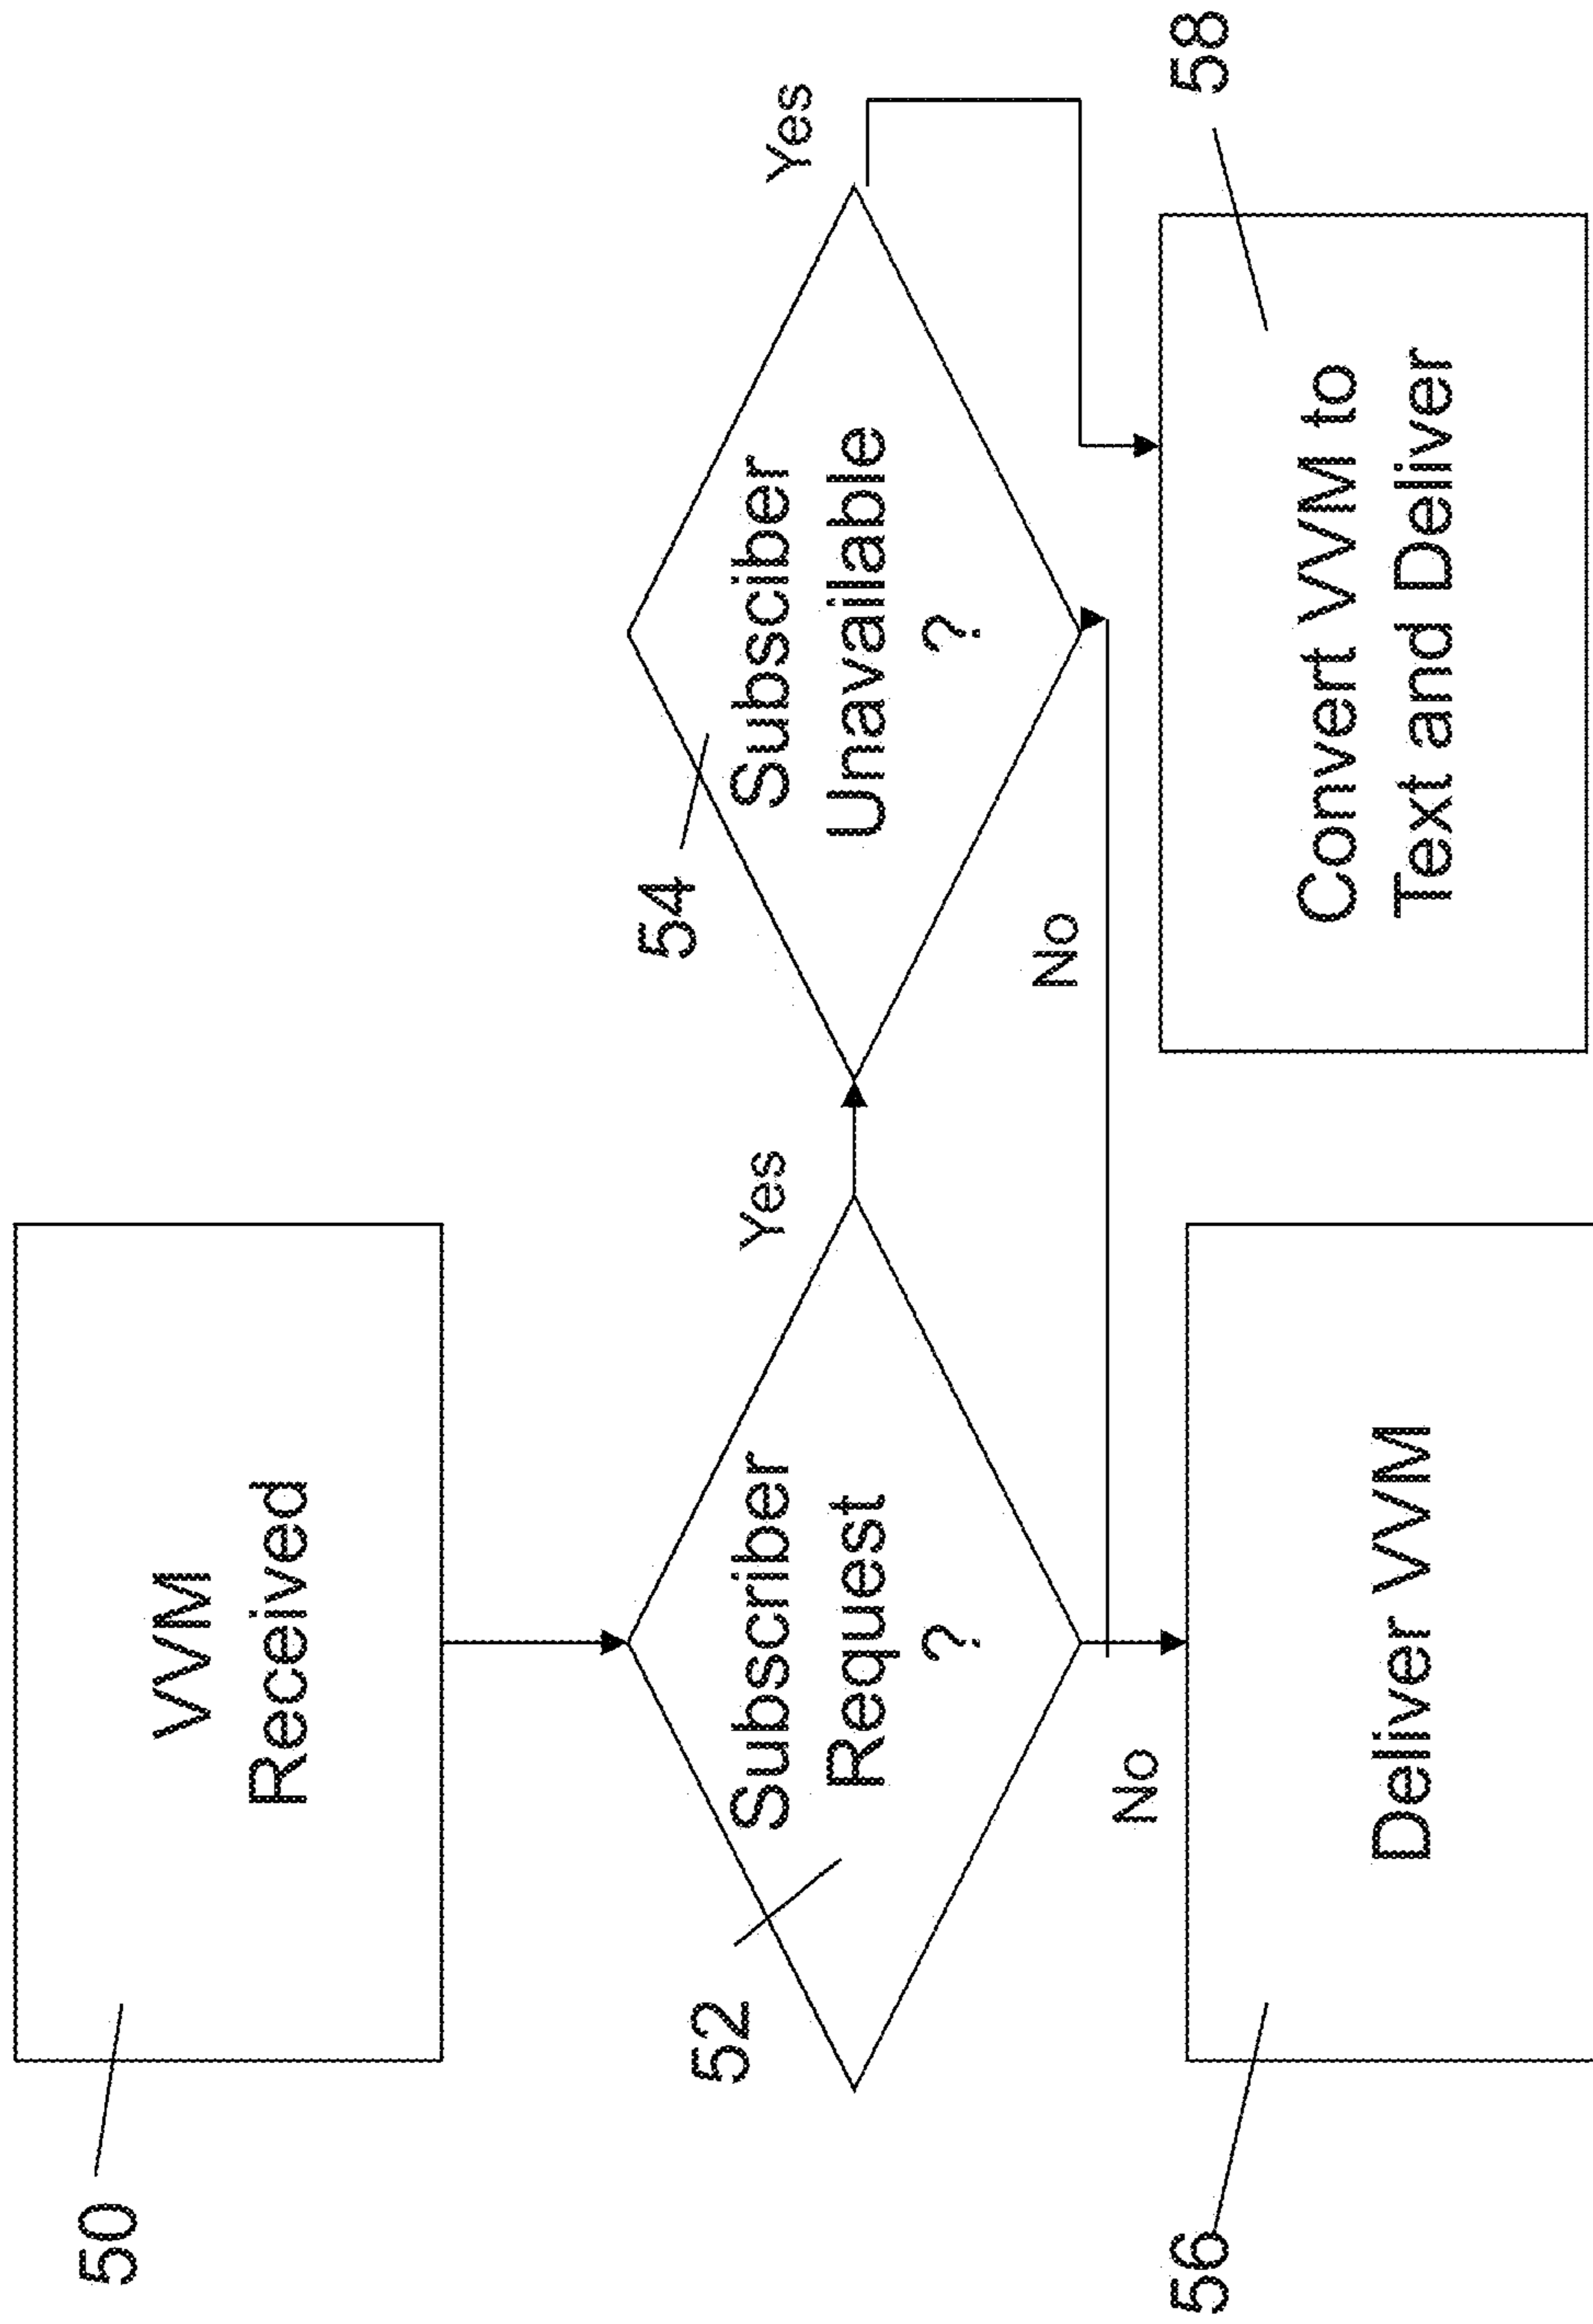 50
VVM
Received
52
Subscriber
Request
?
Yes
No
54
Subsciber
Unavailable
?
Yes
No
56
Deliver VVM
58
Convert VVM to
Text and Deliver